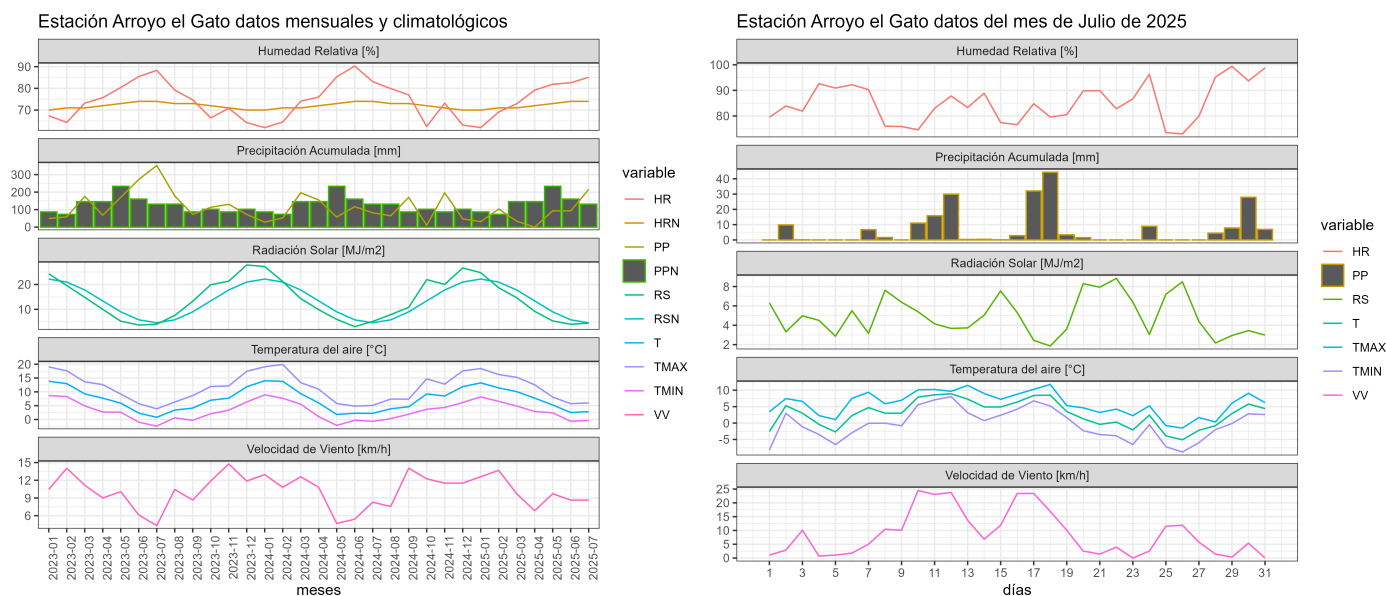 Estación Arroyo el Gato datos mensuales y climatológicos
Humedad Relativa [%]
90
80
70
Precipitación Acumulada [mm]
300
200
100
0
Radiación Solar [MJ/m2]
20
10
Temperatura del aire [°C]
20
15
10
5
0
Velocidad de Viento [km/h]
15
12
9
6
2023-01
2023-02
2023-03
2023-04
2023-05
2023-06
2023-07
2023-08
2023-09
2023-10
2023-11
2023-12
2024-01
2024-02
2024-03
2024-04
2024-05
2024-06
2024-07
2024-08
2024-09
2024-10
2024-11
2024-12
2025-01
2025-02
2025-03
2025-04
2025-05
2025-06
2025-07
meses
variable
HR
HRN
PP
PPN
RS
RSN
T
TMAX
TMIN
VV
Estación Arroyo el Gato datos del mes de Julio de 2025
Humedad Relativa [%]
100
90
80
Precipitación Acumulada [mm]
40
30
20
10
0
Radiación Solar [MJ/m2]
8
6
4
2
Temperatura del aire [°C]
10
5
0
-5
Velocidad de Viento [km/h]
25
20
15
10
5
0
1 3 5 7 9 11 13 15 17 19 21 23 25 27 29 31
días
variable
HR
PP
RS
T
TMAX
TMIN
VV